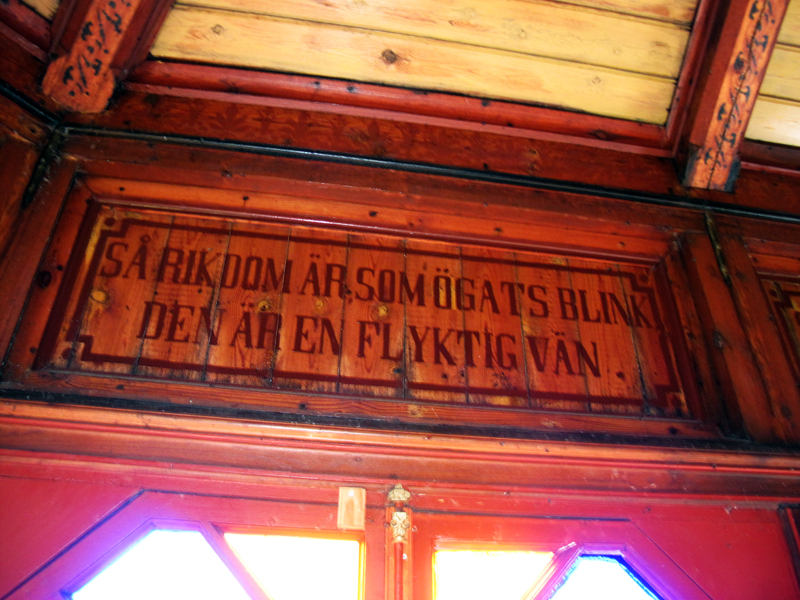 SÅ RIKDOM ÄR SOM ÖGATS BLINK,
DEN ÄR EN FLYKTIG VÄN.